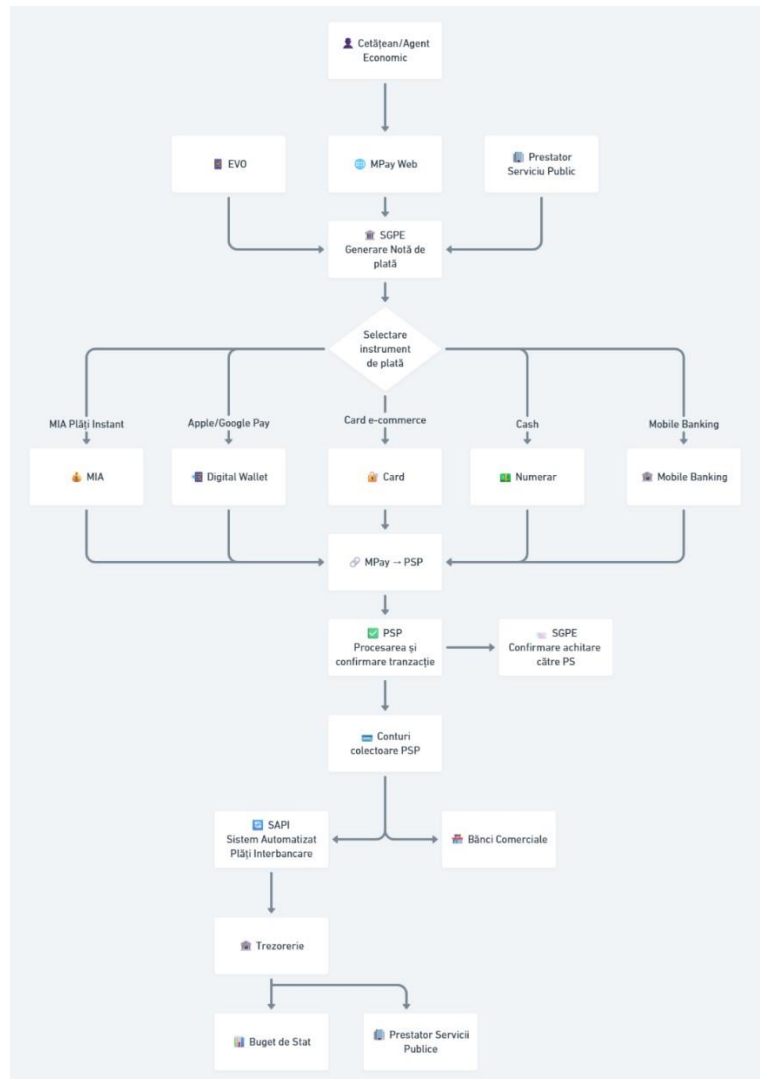 Cetățean/Agent
Economic
EVO
MPay Web
Prestator
Serviciu Public
SGPE
Generare Notă de
plată
Selectare
instrument
de plată
MIA Plăți Instant
Apple/Google Pay
Card e-commerce
Cash
Mobile Banking
MIA
Digital Wallet
Card
Numerar
Mobile Banking
MPay → PSP
PSP
Procesarea și
confirmare tranzacție
SGPE
Confirmare achitare
către PS
Conturi
colectoare PSP
SAPI
Sistem Automatizat
Plăți Interbancare
Bănci Comerciale
Trezorerie
Buget de Stat
Prestator Servicii
Publice